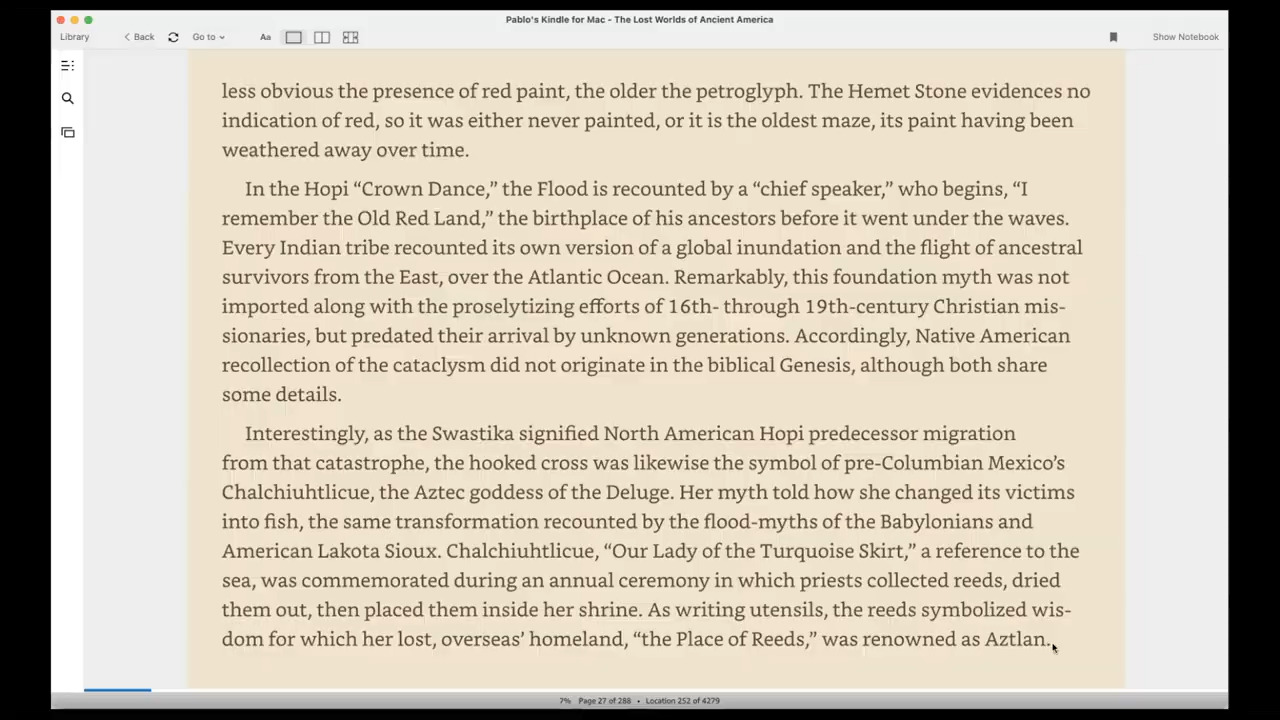 Pablo's Kindle for Mac - The Lost Worlds of Ancient America
Library
Back
Go to
Aa
Show Notebook
less obvious the presence of red paint, the older the petroglyph. The Hemet Stone evidences no
indication of red, so it was either never painted, or it is the oldest maze, its paint having been
weathered away over time.
In the Hopi “Crown Dance,” the Flood is recounted by a “chief speaker,” who begins, “I
remember the Old Red Land,” the birthplace of his ancestors before it went under the waves.
Every Indian tribe recounted its own version of a global inundation and the flight of ancestral
survivors from the East, over the Atlantic Ocean. Remarkably, this foundation myth was not
imported along with the proselytizing efforts of 16th- through 19th-century Christian mis-
sionaries, but predated their arrival by unknown generations. Accordingly, Native American
recollection of the cataclysm did not originate in the biblical Genesis, although both share
some details.
Interestingly, as the Swastika signified North American Hopi predecessor migration
from that catastrophe, the hooked cross was likewise the symbol of pre-Columbian Mexico’s
Chalchiuhtlicue, the Aztec goddess of the Deluge. Her myth told how she changed its victims
into fish, the same transformation recounted by the flood-myths of the Babylonians and
American Lakota Sioux. Chalchiuhtlicue, “Our Lady of the Turquoise Skirt,” a reference to the
sea, was commemorated during an annual ceremony in which priests collected reeds, dried
them out, then placed them inside her shrine. As writing utensils, the reeds symbolized wis-
dom for which her lost, overseas’ homeland, “the Place of Reeds,” was renowned as Aztlan.
7% Page 27 of 288 • Location 252 of 4279